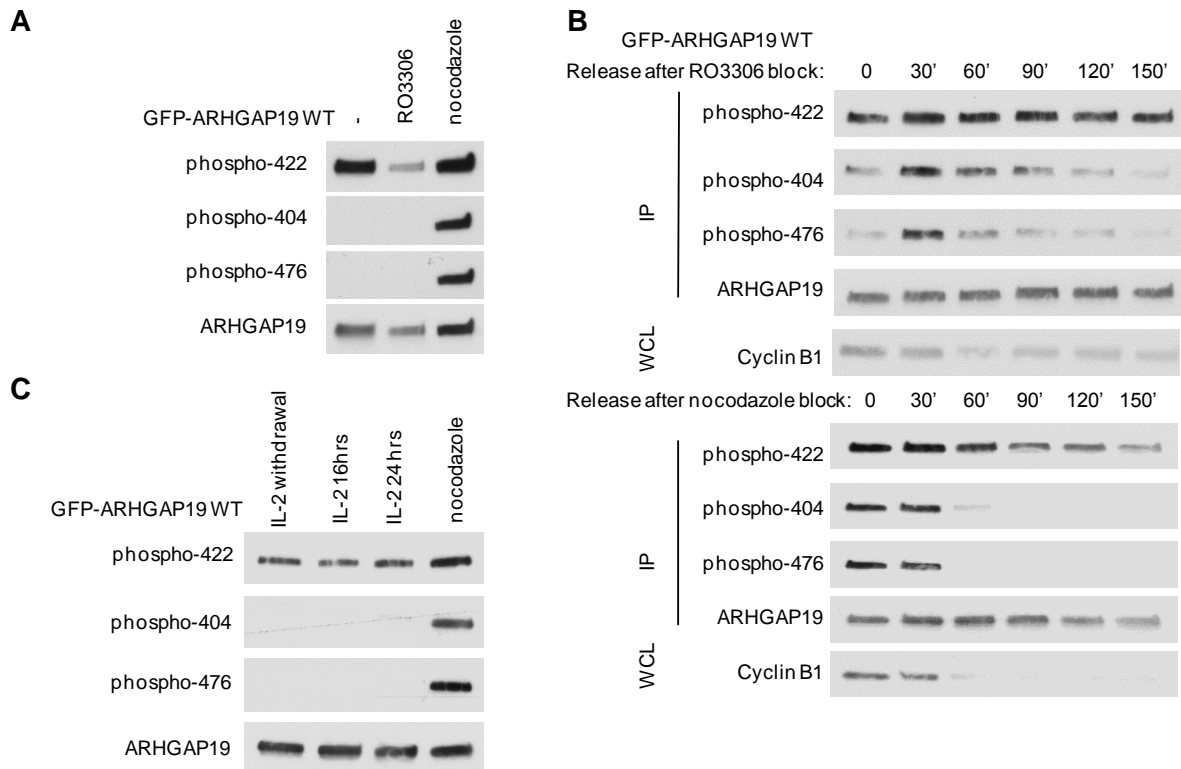 A
GFP-ARHGAP19 WT
-
RO3306
nocodazole
phospho-422
phospho-404
phospho-476
ARHGAP19
B
GFP-ARHGAP19 WT
Release after RO3306 block: 0 30' 60' 90' 120' 150'
IP
phospho-422
phospho-404
phospho-476
ARHGAP19
WCL
Cyclin B1
Release after nocodazole block: 0 30' 60' 90' 120' 150'
IP
phospho-422
phospho-404
phospho-476
ARHGAP19
WCL
Cyclin B1
C
GFP-ARHGAP19 WT
IL-2 withdrawal
IL-2 16hrs
IL-2 24 hrs
nocodazole
phospho-422
phospho-404
phospho-476
ARHGAP19